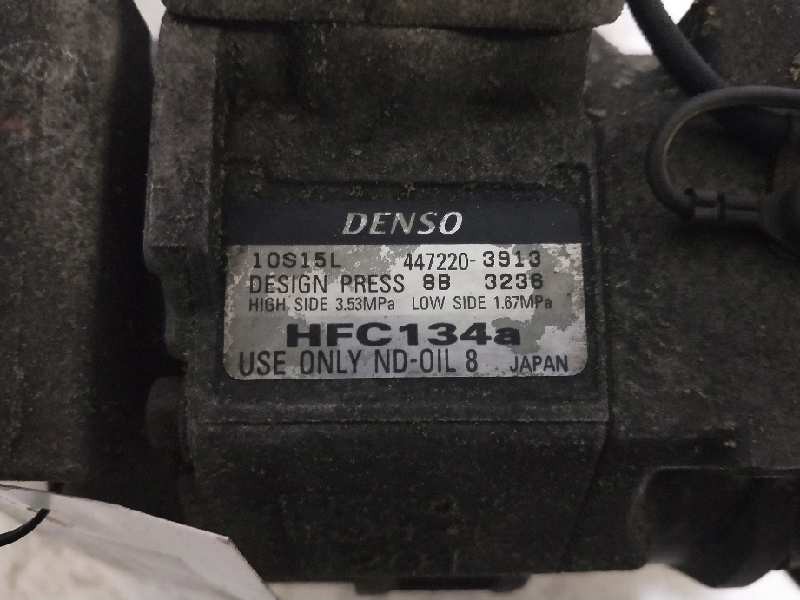 DENSO
10S15L 447220-3913
DESIGN PRESS 8B 3236
HIGH SIDE 3.53MPa LOW SIDE 1.67MPa
HFC134a
USE ONLY ND-OIL 8 JAPAN